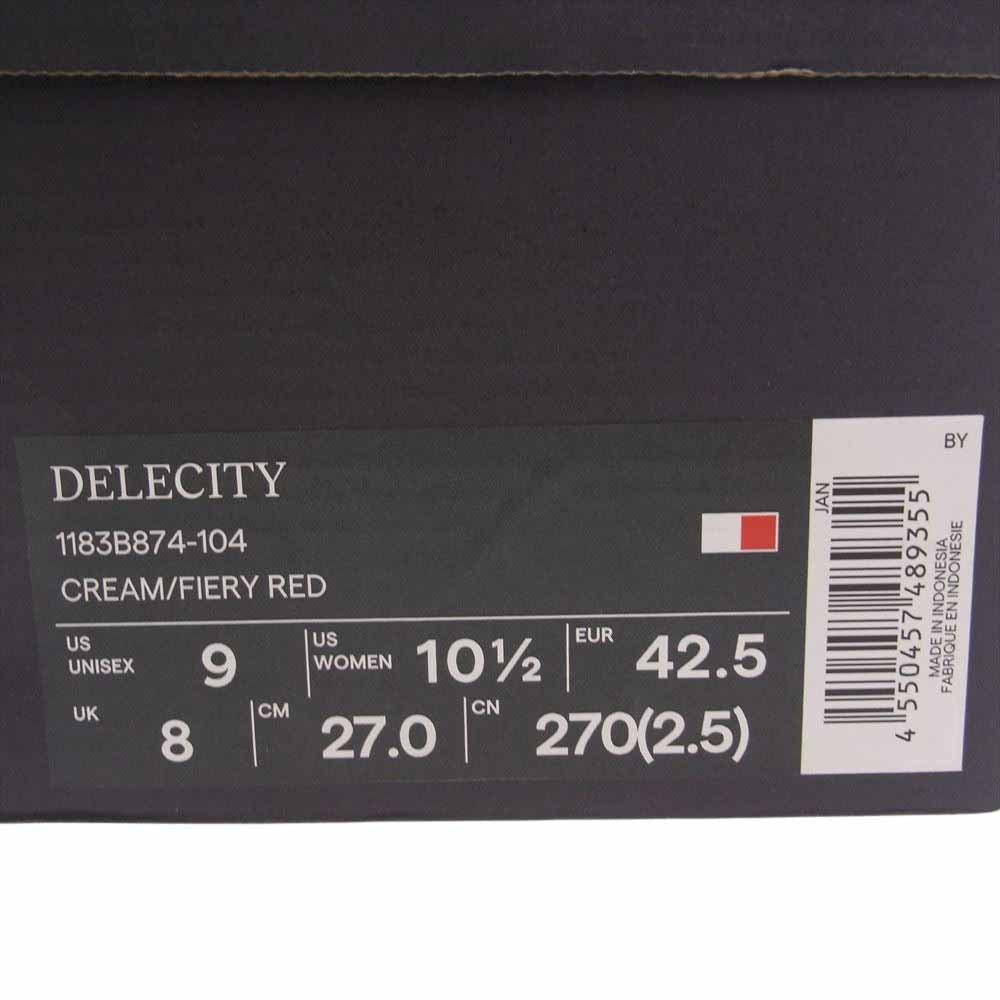 DELECITY
1183B874-104
CREAM/FIERY RED
US UNISEX 9 US WOMEN 10½ EUR 42.5
UK 8 CM 27.0 CN 270(2.5)
BY
JAN
4 550457 489355
MADE IN INDONESIA
FABRIQUE EN INDONESIE